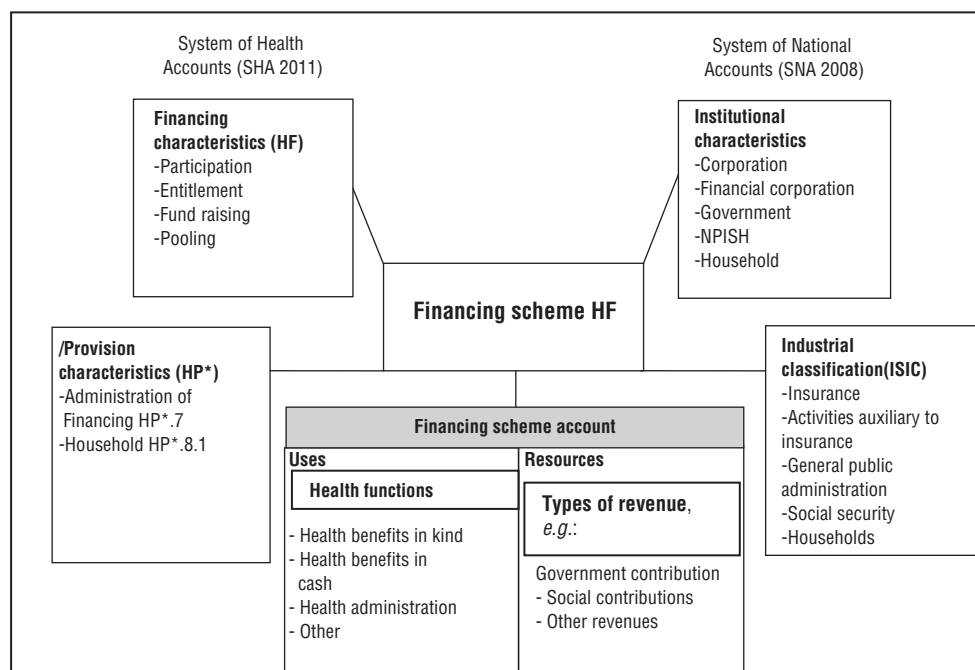 System of Health
Accounts (SHA 2011)
System of National
Accounts (SNA 2008)
Financing
characteristics (HF)
-Participation
-Entitlement
-Fund raising
-Pooling
Institutional
characteristics
-Corporation
-Financial corporation
-Government
-NPISH
-Household
Financing scheme HF
/Provision
characteristics (HP*)
-Administration of
Financing HP*.7
-Household HP*.8.1
Industrial
classification(ISIC)
-Insurance
-Activities auxiliary to
insurance
-General public
administration
-Social security
-Households
Financing scheme account
Uses
Health functions
- Health benefits in kind
- Health benefits in
cash
- Health administration
- Other
Resources
Types of revenue,
e.g.:
Government contribution
- Social contributions
- Other revenues